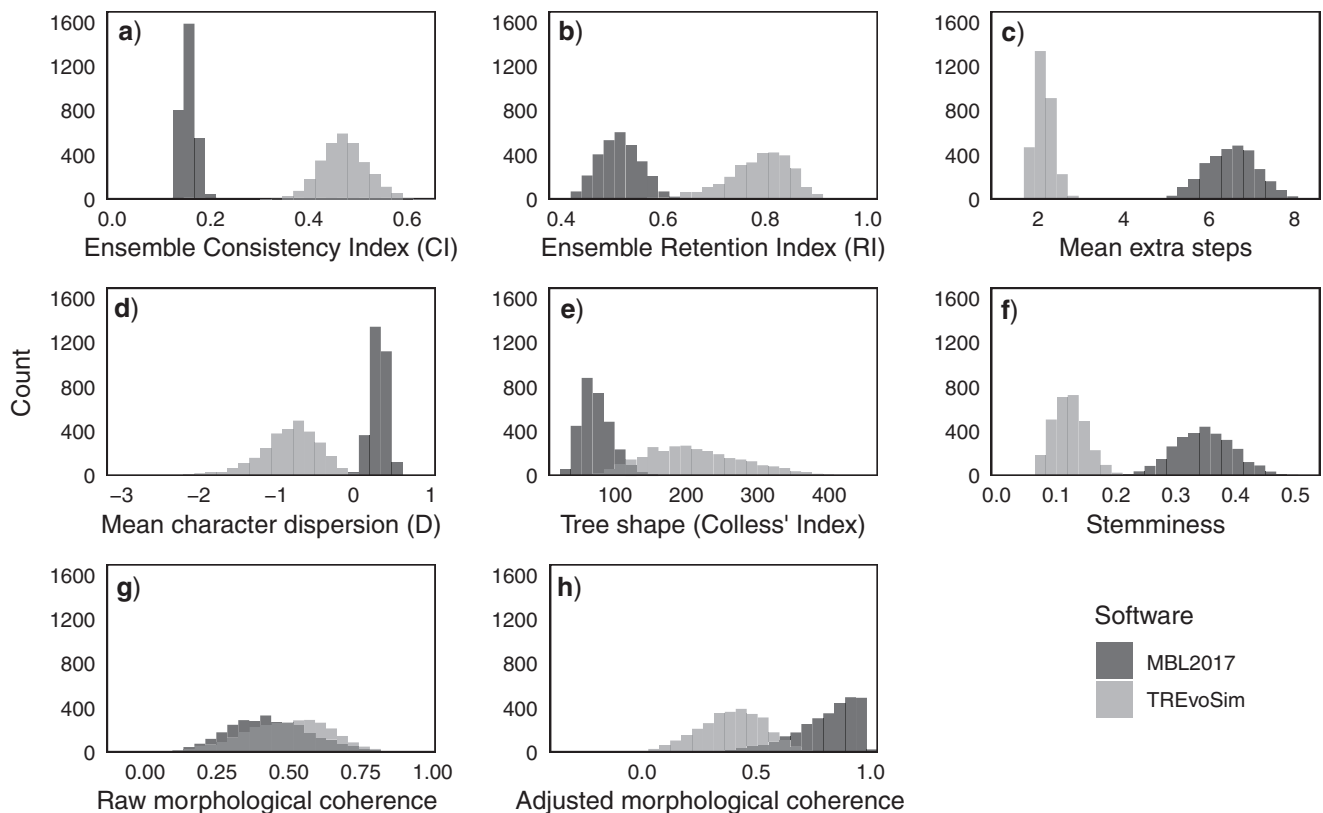 a)
1600
1200
800
400
0
0.0 0.2 0.4 0.6
Ensemble Consistency Index (CI)
b)
1600
1200
800
400
0
0.4 0.6 0.8 1.0
Ensemble Retention Index (RI)
c)
1600
1200
800
400
0
2 4 6 8
Mean extra steps
Count
d)
1600
1200
800
400
0
−3 −2 −1 0 1
Mean character dispersion (D)
e)
1600
1200
800
400
0
100 200 300 400
Tree shape (Colless' Index)
f)
1600
1200
800
400
0
0.0 0.1 0.2 0.3 0.4 0.5
Stemminess
g)
1600
1200
800
400
0
0.00 0.25 0.50 0.75 1.00
Raw morphological coherence
h)
1600
1200
800
400
0
0.0 0.5 1.0
Adjusted morphological coherence
Software
MBL2017
TREvoSim